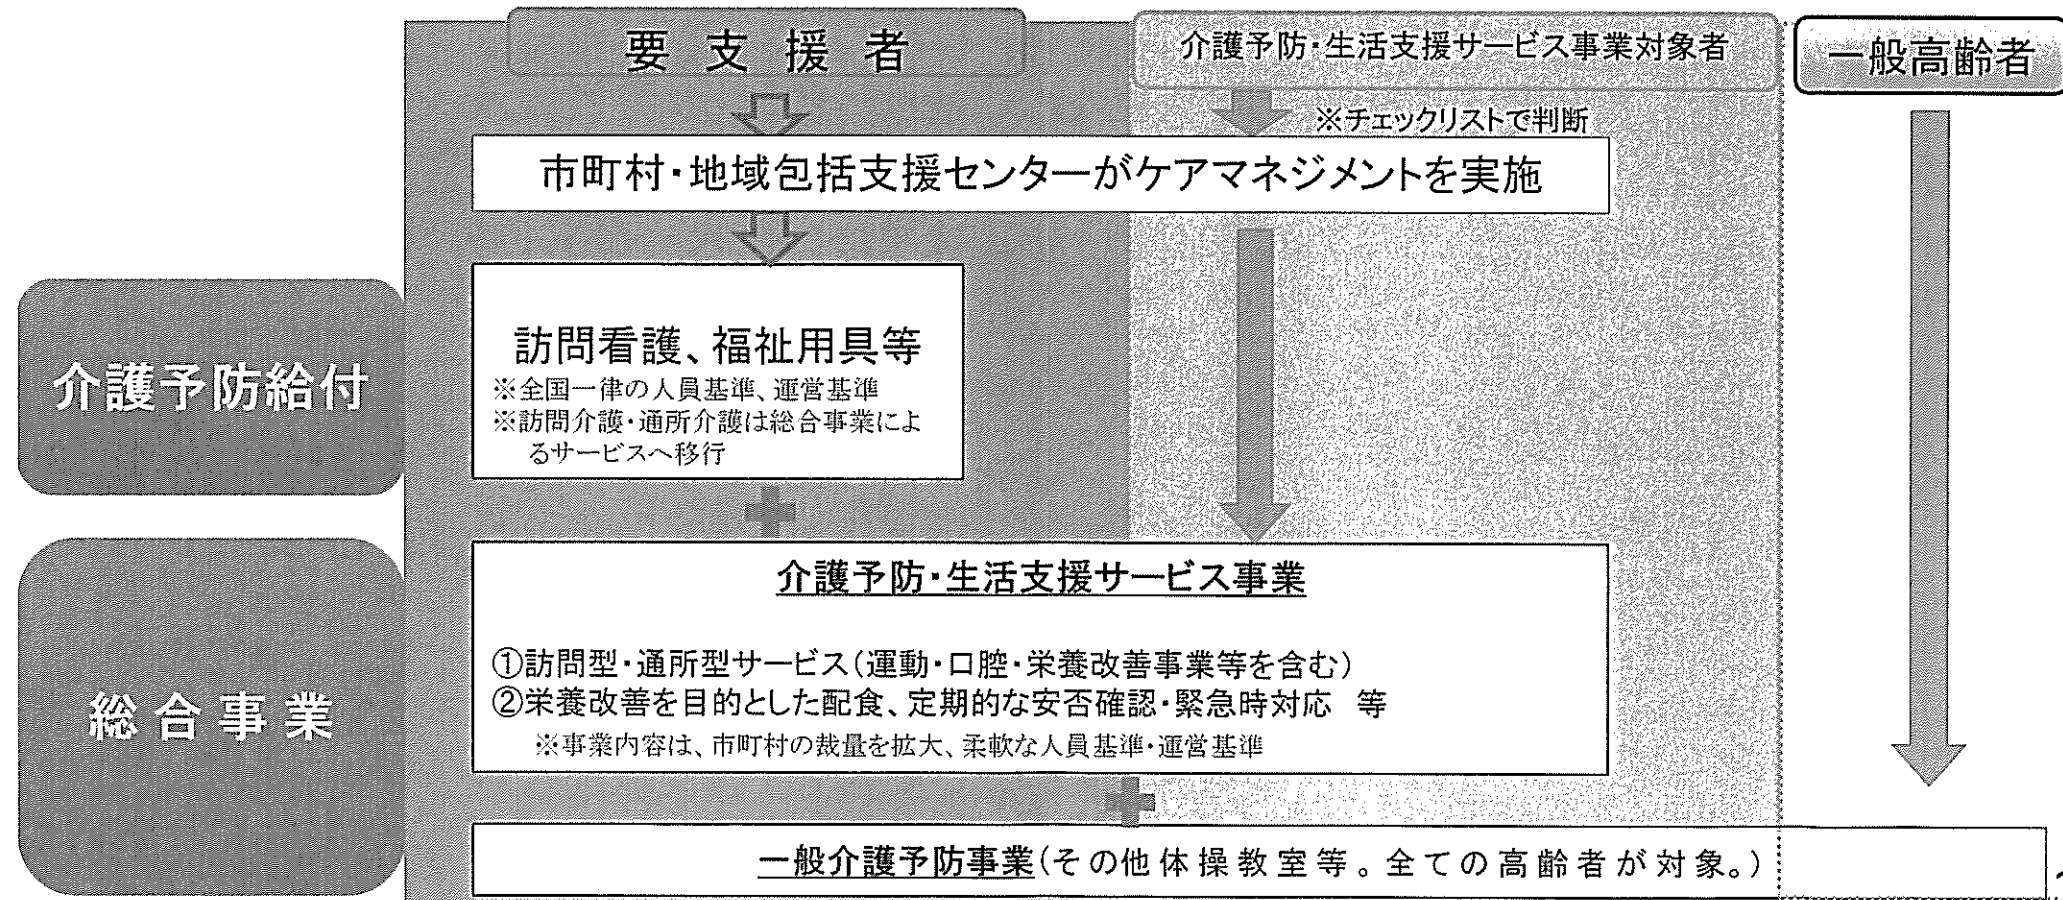 要支援者
介護予防・生活支援サービス事業対象者
一般高齢者
※チェックリストで判断
市町村・地域包括支援センターがケアマネジメントを実施
介護予防給付
訪問看護、福祉用具等
※全国一律の人員基準、運営基準
※訪問介護・通所介護は総合事業によ
るサービスへ移行
総合事業
介護予防・生活支援サービス事業
①訪問型・通所型サービス(運動・口腔・栄養改善事業等を含む)
②栄養改善を目的とした配食、定期的な安否確認・緊急時対応 等
※事業内容は、市町村の裁量を拡大、柔軟な人員基準・運営基準
一般介護予防事業(その他体操教室等。全ての高齢者が対象。)